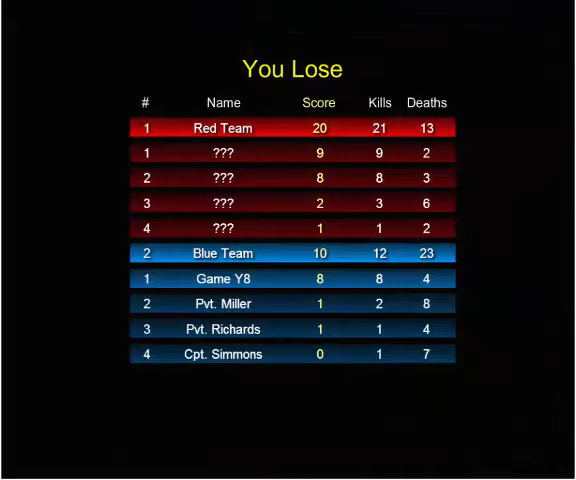 You Lose
# Name Score Kills Deaths
1 Red Team 20 21 13
1 ??? 9 9 2
2 ??? 8 8 3
3 ??? 2 3 6
4 ??? 1 1 2
2 Blue Team 10 12 23
1 Game Y8 8 8 4
2 Pvt. Miller 1 2 8
3 Pvt. Richards 1 1 4
4 Cpt. Simmons 0 1 7